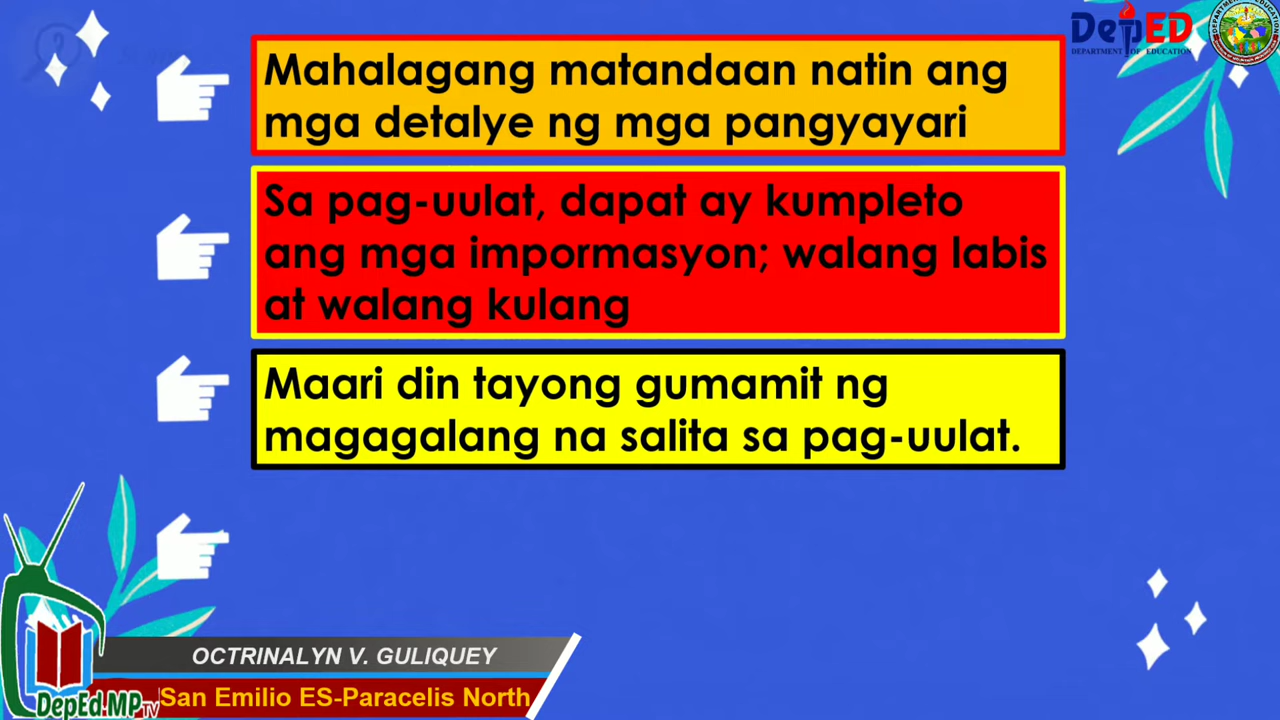 DepED
DEPARTMENT OF EDUCATION
Mahalagang matandaan natin ang
mga detalye ng mga pangyayari
Sa pag-uulat, dapat ay kumpleto
ang mga impormasyon; walang labis
at walang kulang
Maari din tayong gumamit ng
magagalang na salita sa pag-uulat.
OCTRINALYN V. GULIQUEY
San Emilio ES-Paracelis North
DepEd.MP TV